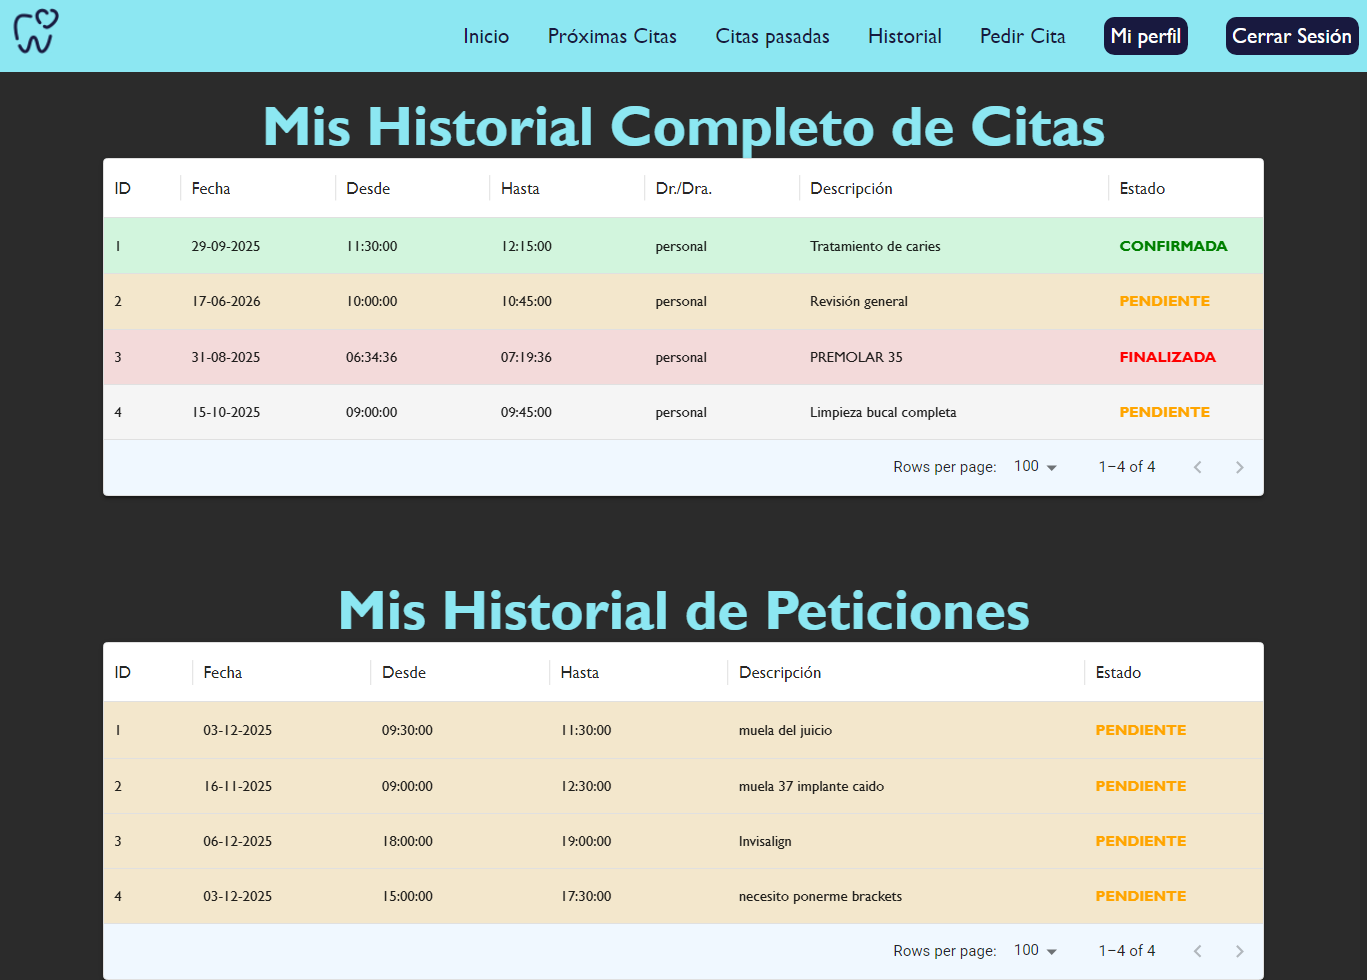 Inicio Próximas Citas Citas pasadas Historial Pedir Cita Mi perfil Cerrar Sesión
Mis Historial Completo de Citas
ID Fecha Desde Hasta Dr./Dra. Descripción Estado
1 29-09-2025 11:30:00 12:15:00 personal Tratamiento de caries CONFIRMADA
2 17-06-2026 10:00:00 10:45:00 personal Revisión general PENDIENTE
3 31-08-2025 06:34:36 07:19:36 personal PREMOLAR 35 FINALIZADA
4 15-10-2025 09:00:00 09:45:00 personal Limpieza bucal completa PENDIENTE
Rows per page: 100 1–4 of 4
Mis Historial de Peticiones
ID Fecha Desde Hasta Descripción Estado
1 03-12-2025 09:30:00 11:30:00 muela del juicio PENDIENTE
2 16-11-2025 09:00:00 12:30:00 muela 37 implante caido PENDIENTE
3 06-12-2025 18:00:00 19:00:00 Invisalign PENDIENTE
4 03-12-2025 15:00:00 17:30:00 necesito ponerme brackets PENDIENTE
Rows per page: 100 1–4 of 4